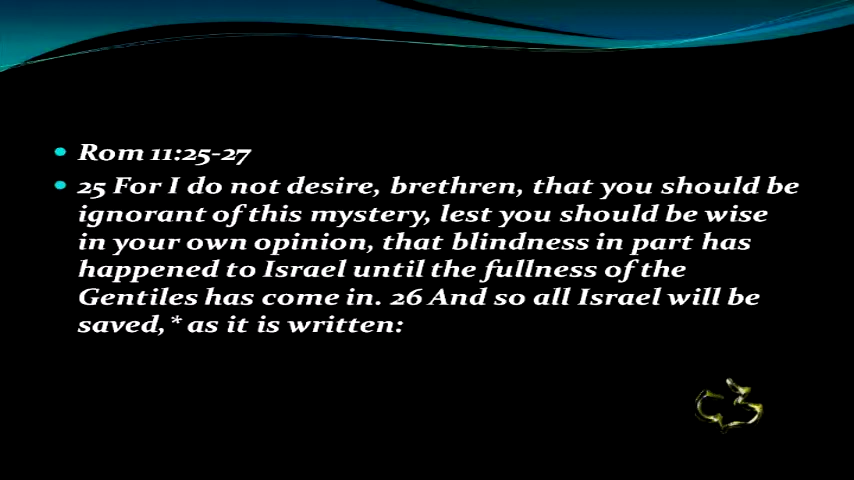 Rom 11:25-27
25 For I do not desire, brethren, that you should be
ignorant of this mystery, lest you should be wise
in your own opinion, that blindness in part has
happened to Israel until the fullness of the
Gentiles has come in. 26 And so all Israel will be
saved,* as it is written:
C3